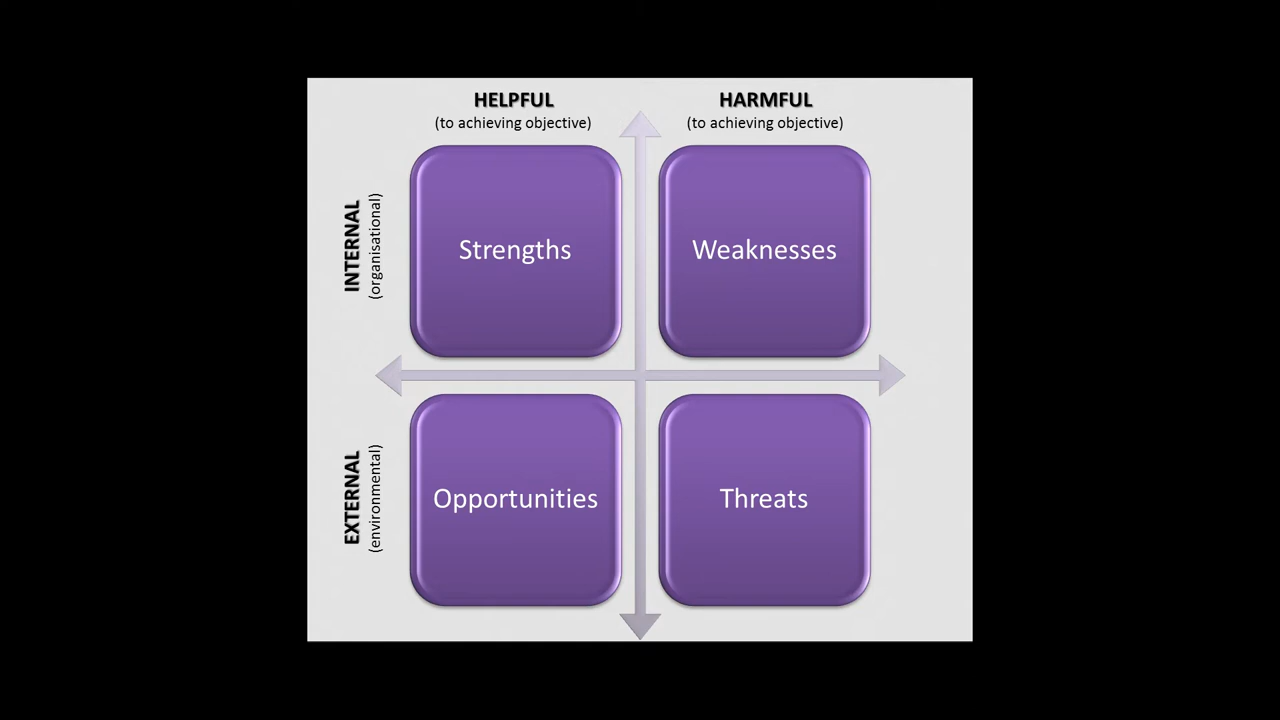 HELPFUL
(to achieving objective)
HARMFUL
(to achieving objective)
INTERNAL
(organisational)
Strengths
Weaknesses
EXTERNAL
(environmental)
Opportunities
Threats